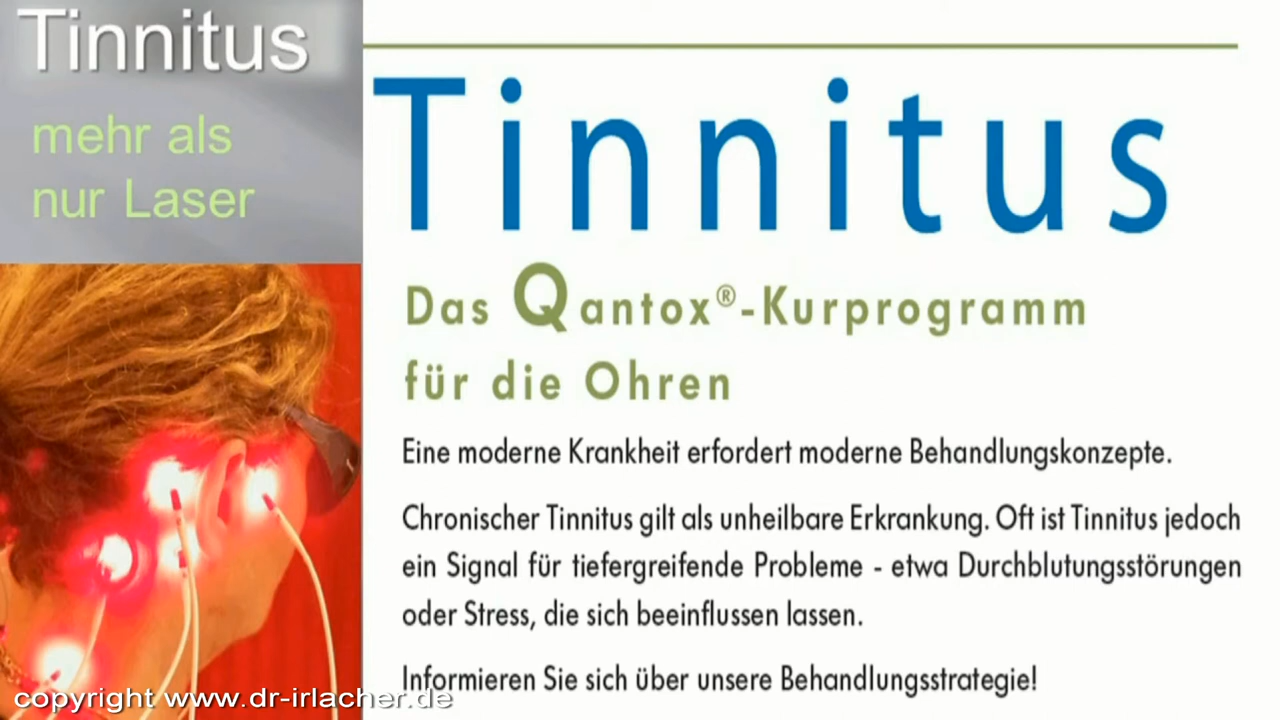 Tinnitus
mehr als
nur Laser
Tinnitus
Das Qantox®-Kurprogramm
für die Ohren
Eine moderne Krankheit erfordert moderne Behandlungskonzepte.
Chronischer Tinnitus gilt als unheilbare Erkrankung. Oft ist Tinnitus jedoch
ein Signal für tiefergreifende Probleme - etwa Durchblutungsstörungen
oder Stress, die sich beeinflussen lassen.
Informieren Sie sich über unsere Behandlungsstrategie!
copyright www.dr-irlacher.de